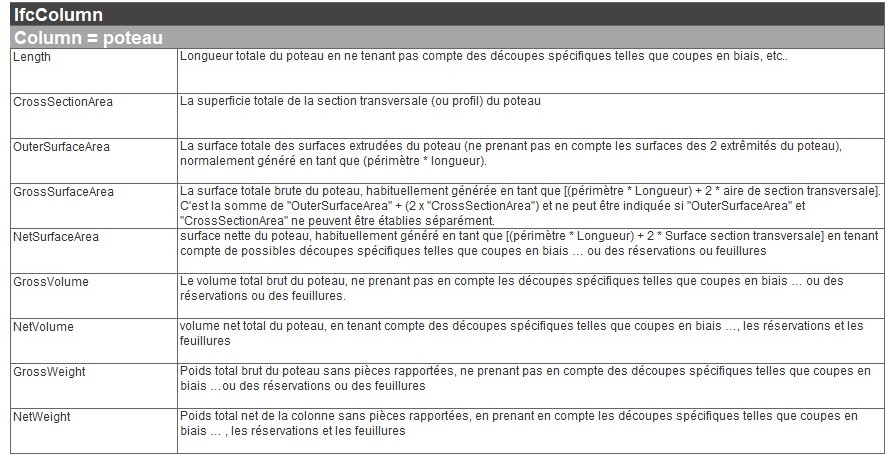 IfcColumn
Column = poteau
Length
Longueur totale du poteau en ne tenant pas compte des découpes spécifiques telles que coupes en biais, etc..
CrossSectionArea
La superficie totale de la section transversale (ou profil) du poteau
OuterSurfaceArea
La surface totale des surfaces extrudées du poteau (ne prenant pas en compte les surfaces des 2 extrêmités du poteau),
normalement généré en tant que (périmètre * longueur).
GrossSurfaceArea
La surface totale brute du poteau, habituellement générée en tant que [(périmètre * Longueur) + 2 * aire de section transversale].
C'est la somme de "OuterSurfaceArea" + (2 x "CrossSectionArea") et ne peut être indiquée si "OuterSurfaceArea" et
"CrossSectionArea" ne peuvent être établies séparément.
NetSurfaceArea
surface nette du poteau, habituellement généré en tant que [(périmètre * Longueur) + 2 * Surface section transversale] en tenant
compte de possibles découpes spécifiques telles que coupes en biais … ou des réservations ou feuillures
GrossVolume
Le volume total brut du poteau, ne prenant pas en compte les découpes spécifiques telles que coupes en biais … ou des
réservations ou des feuillures.
NetVolume
volume net total du poteau, en tenant compte des découpes spécifiques telles que coupes en biais …, les réservations et les
feuillures
GrossWeight
Poids total brut du poteau sans pièces rapportées, ne prenant pas en compte des découpes spécifiques telles que coupes en
biais …ou des réservations ou des feuillures
NetWeight
Poids total net de la colonne sans pièces rapportées, en prenant en compte les découpes spécifiques telles que coupes en
biais … , les réservations et les feuillures